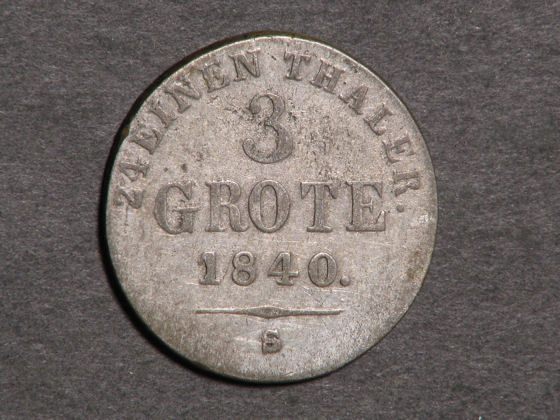 24 EINEN THALER.
3
GROTE
1840.
S